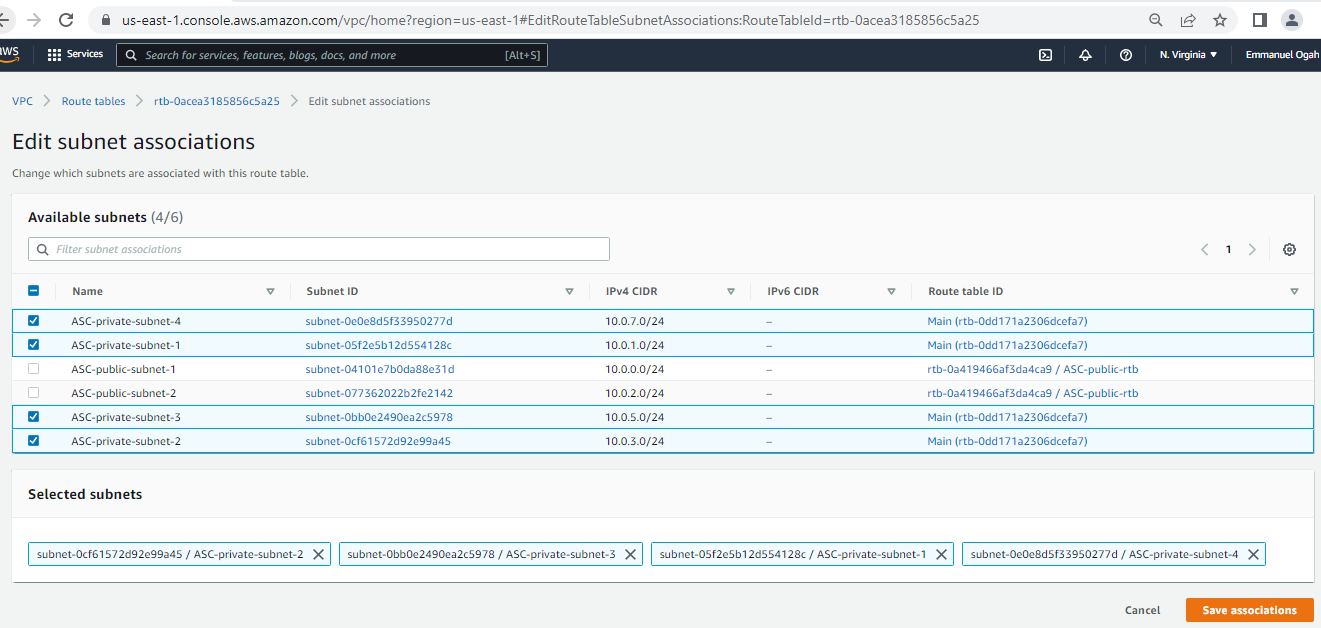 us-east-1.console.aws.amazon.com/vpc/home?region=us-east-1#EditRouteTableSubnetAssociations:RouteTableId=rtb-0acea3185856c5a25
aws Services Search for services, features, blogs, docs, and more [Alt+S] N. Virginia Emmanuel Ogah
VPC Route tables rtb-0acea3185856c5a25 Edit subnet associations
Edit subnet associations
Change which subnets are associated with this route table.
Available subnets (4/6)
Filter subnet associations 1
Name Subnet ID IPv4 CIDR IPv6 CIDR Route table ID
ASC-private-subnet-4 subnet-0e0e8d5f33950277d 10.0.7.0/24 – Main (rtb-0dd171a2306dcefa7)
ASC-private-subnet-1 subnet-05f2e5b12d554128c 10.0.1.0/24 – Main (rtb-0dd171a2306dcefa7)
ASC-public-subnet-1 subnet-04101e7b0da88e31d 10.0.0.0/24 – rtb-0a419466af3da4ca9 / ASC-public-rtb
ASC-public-subnet-2 subnet-077362022b2fe2142 10.0.2.0/24 – rtb-0a419466af3da4ca9 / ASC-public-rtb
ASC-private-subnet-3 subnet-0bb0e2490ea2c5978 10.0.5.0/24 – Main (rtb-0dd171a2306dcefa7)
ASC-private-subnet-2 subnet-0cf61572d92e99a45 10.0.3.0/24 – Main (rtb-0dd171a2306dcefa7)
Selected subnets
subnet-0cf61572d92e99a45 / ASC-private-subnet-2 subnet-0bb0e2490ea2c5978 / ASC-private-subnet-3 subnet-05f2e5b12d554128c / ASC-private-subnet-1 subnet-0e0e8d5f33950277d / ASC-private-subnet-4
Cancel Save associations